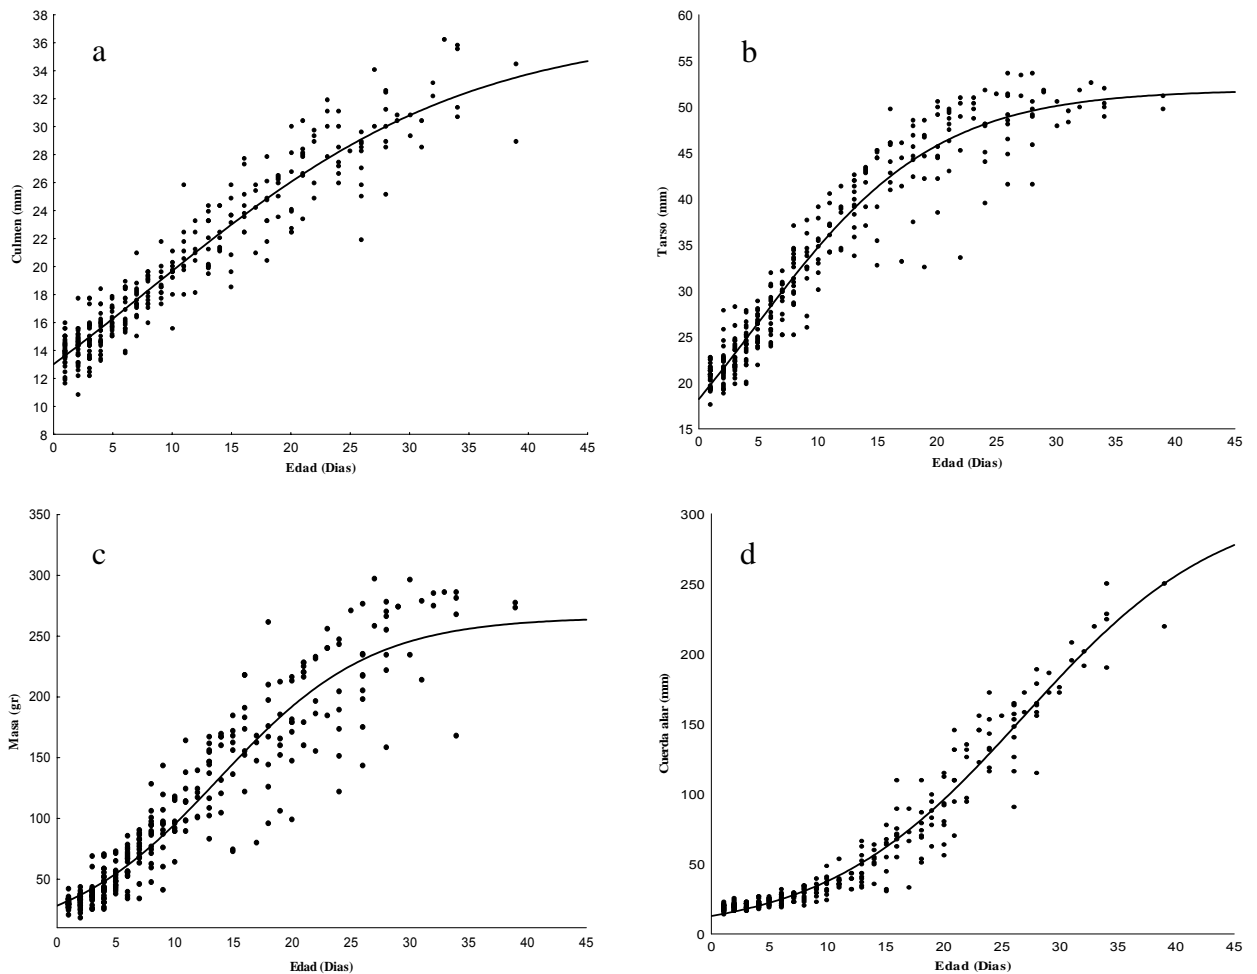 a
38
36
34
32
30
28
26
24
22
20
18
16
14
12
10
8
Culmen (mm)
0 5 10 15 20 25 30 35 40 45
Edad (Dias)
b
60
55
50
45
40
35
30
25
20
15
Tarso (mm)
0 5 10 15 20 25 30 35 40 45
Edad (Dias)
c
350
300
250
200
150
100
50
Masa (gr)
0 5 10 15 20 25 30 35 40 45
Edad (Dias)
d
300
250
200
150
100
50
0
Cuerda alar (mm)
0 5 10 15 20 25 30 35 40 45
Edad (Dias)